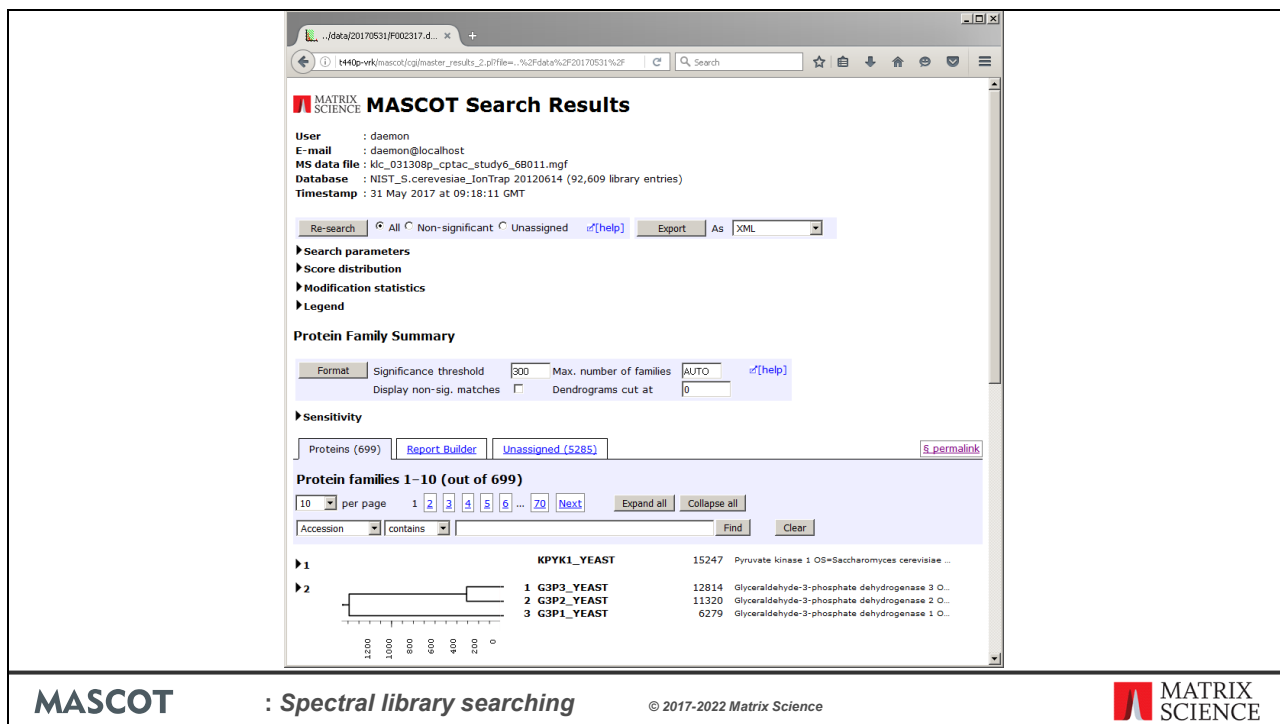 ../data/20170531/F002317.d... × +
t440p-vrk/mascot/cgi/master_results_2.pl?file=..%2Fdata%2F20170531%2F Search
MATRIX SCIENCE MASCOT Search Results
User : daemon
E-mail : daemon@localhost
MS data file : klc_031308p_cptac_study6_6B011.mgf
Database : NIST_S.cerevesiae_IonTrap 20120614 (92,609 library entries)
Timestamp : 31 May 2017 at 09:18:11 GMT
Re-search All Non-significant Unassigned [help] Export As XML
Search parameters
Score distribution
Modification statistics
Legend
Protein Family Summary
Format Significance threshold 300 Max. number of families AUTO [help]
Display non-sig. matches Dendrograms cut at 0
Sensitivity
Proteins (699) Report Builder Unassigned (5285) § permalink
Protein families 1–10 (out of 699)
10 per page 1 2 3 4 5 6 ... 70 Next Expand all Collapse all
Accession contains Find Clear
1 KPYK1_YEAST 15247 Pyruvate kinase 1 OS=Saccharomyces cerevisiae ...
2 1 G3P3_YEAST 12814 Glyceraldehyde-3-phosphate dehydrogenase 3 O...
2 G3P2_YEAST 11320 Glyceraldehyde-3-phosphate dehydrogenase 2 O...
3 G3P1_YEAST 6279 Glyceraldehyde-3-phosphate dehydrogenase 1 O...
1200 1000 800 600 400 200 0
MASCOT : Spectral library searching © 2017-2022 Matrix Science MATRIX SCIENCE